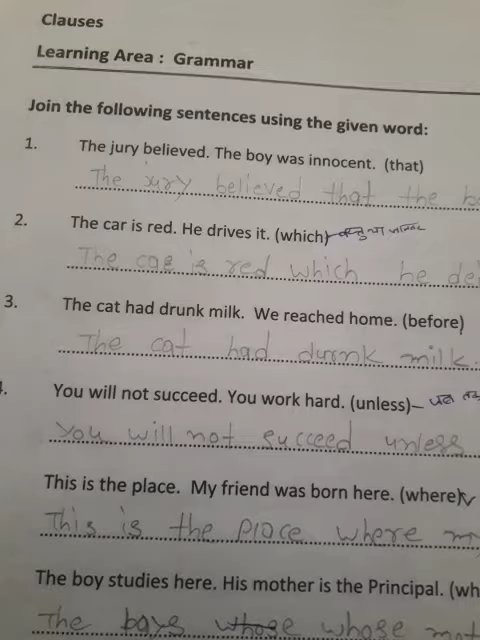 Clauses
Learning Area : Grammar
Join the following sentences using the given word:
1. The jury believed. The boy was innocent. (that)
The jury believed that the
2. The car is red. He drives it. (which)
The car is red which he
3. The cat had drunk milk. We reached home. (before)
The cat had drunk milk.
4. You will not succeed. You work hard. (unless)
You will not succeed unless
This is the place. My friend was born here. (where)
This is the place where
The boy studies here. His mother is the Principal. (wh
The boys whose whose